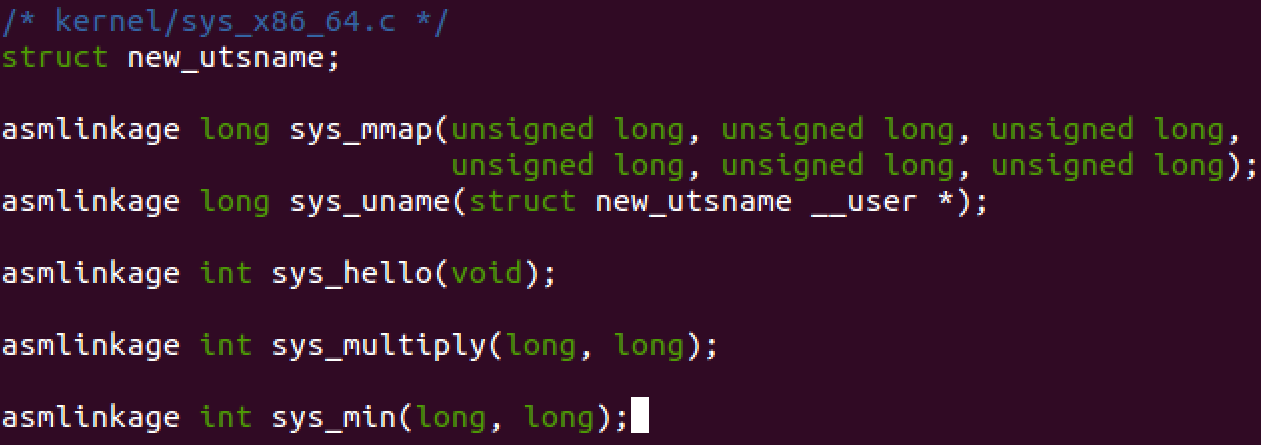 /* kernel/sys_x86_64.c */
struct new_utsname;
asmlinkage long sys_mmap(unsigned long, unsigned long, unsigned long,
unsigned long, unsigned long, unsigned long);
asmlinkage long sys_uname(struct new_utsname __user *);
asmlinkage int sys_hello(void);
asmlinkage int sys_multiply(long, long);
asmlinkage int sys_min(long, long);